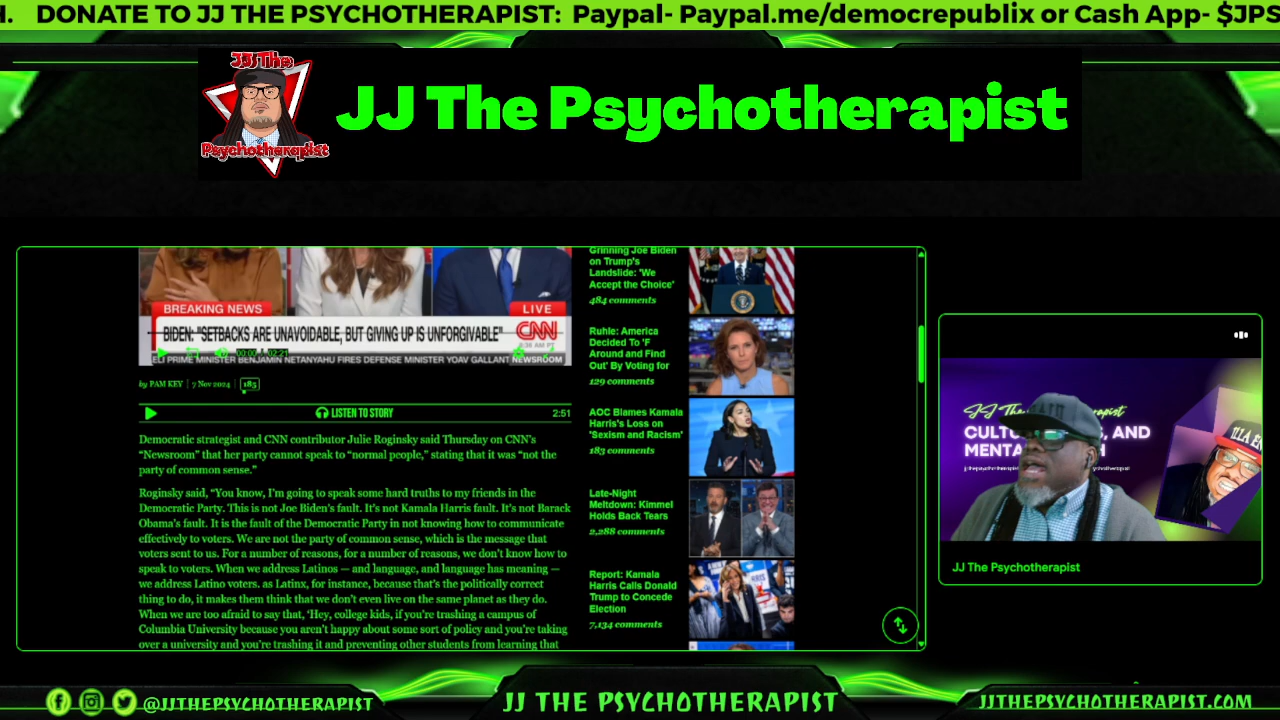 H. DONATE TO JJ THE PSYCHOTHERAPIST: Paypal- Paypal.me/democrepublix or Cash App- $JPS
JJ The
Psychotherapist
JJ The Psychotherapist
BREAKING NEWS
LIVE
BIDEN: "SETBACKS ARE UNAVOIDABLE, BUT GIVING UP IS UNFORGIVABLE"
CNN
8:36 AM PT
ELI PRIME MINISTER BENJAMIN NETANYAHU FIRES DEFENSE MINISTER YOAV GALLANT
NEWSROOM
by PAM KEY | 7 Nov 2024 | 185
LISTEN TO STORY
2:51
Democratic strategist and CNN contributor Julie Roginsky said Thursday on CNN's
"Newsroom" that her party cannot speak to "normal people," stating that it was "not the
party of common sense."
Roginsky said, "You know, I'm going to speak some hard truths to my friends in the
Democratic Party. This is not Joe Biden's fault. It's not Kamala Harris fault. It's not Barack
Obama's fault. It is the fault of the Democratic Party in not knowing how to communicate
effectively to voters. We are not the party of common sense, which is the message that
voters sent to us. For a number of reasons, for a number of reasons, we don't know how to
speak to voters. When we address Latinos — and language, and language has meaning —
we address Latino voters. as Latinx, for instance, because that's the politically correct
thing to do, it makes them think that we don't even live on the same planet as they do.
When we are too afraid to say that, 'Hey, college kids, if you're trashing a campus of
Columbia University because you aren't happy about some sort of policy and you're taking
over a university and you're trashing it and preventing other students from learning that
Grinning Joe Biden
on Trump's
Landslide: 'We
Accept the Choice'
484 comments
Ruhle: America
Decided To 'F
Around and Find
Out' By Voting for
129 comments
AOC Blames Kamala
Harris's Loss on
'Sexism and Racism'
183 comments
Late-Night
Meltdown: Kimmel
Holds Back Tears
2,288 comments
Report: Kamala
Harris Calls Donald
Trump to Concede
Election
7,134 comments
JJ The Psychotherapist
@JJTHEPSYCHOTHERAPIST
JJ THE PSYCHOTHERAPIST
JJTHEPSYCHOTHERAPIST.COM